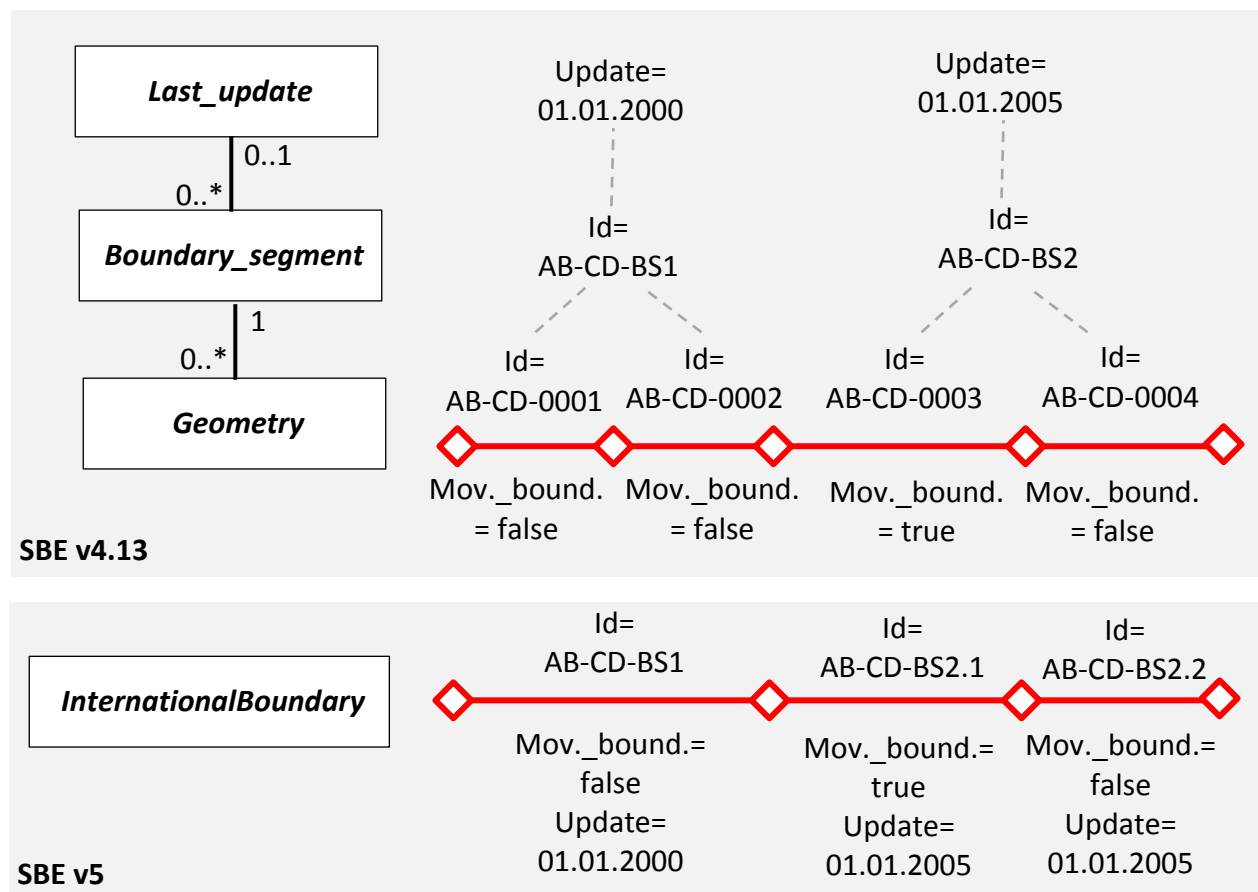 Last_update
0..1
0..*
Boundary_segment
1
0..*
Geometry
Update=
01.01.2000
Update=
01.01.2005
Id=
AB-CD-BS1
Id=
AB-CD-BS2
Id=
AB-CD-0001
Id=
AB-CD-0002
Id=
AB-CD-0003
Id=
AB-CD-0004
Mov._bound.
= false
Mov._bound.
= false
Mov._bound.
= true
Mov._bound.
= false
SBE v4.13
InternationalBoundary
Id=
AB-CD-BS1
Id=
AB-CD-BS2.1
Id=
AB-CD-BS2.2
Mov._bound.=
false
Update=
01.01.2000
Mov._bound.=
true
Update=
01.01.2005
Mov._bound.=
false
Update=
01.01.2005
SBE v5